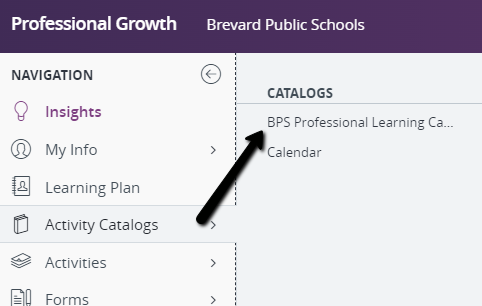 Professional Growth Brevard Public Schools
NAVIGATION
Insights
My Info
Learning Plan
Activity Catalogs
Activities
Forms
CATALOGS
BPS Professional Learning Ca...
Calendar